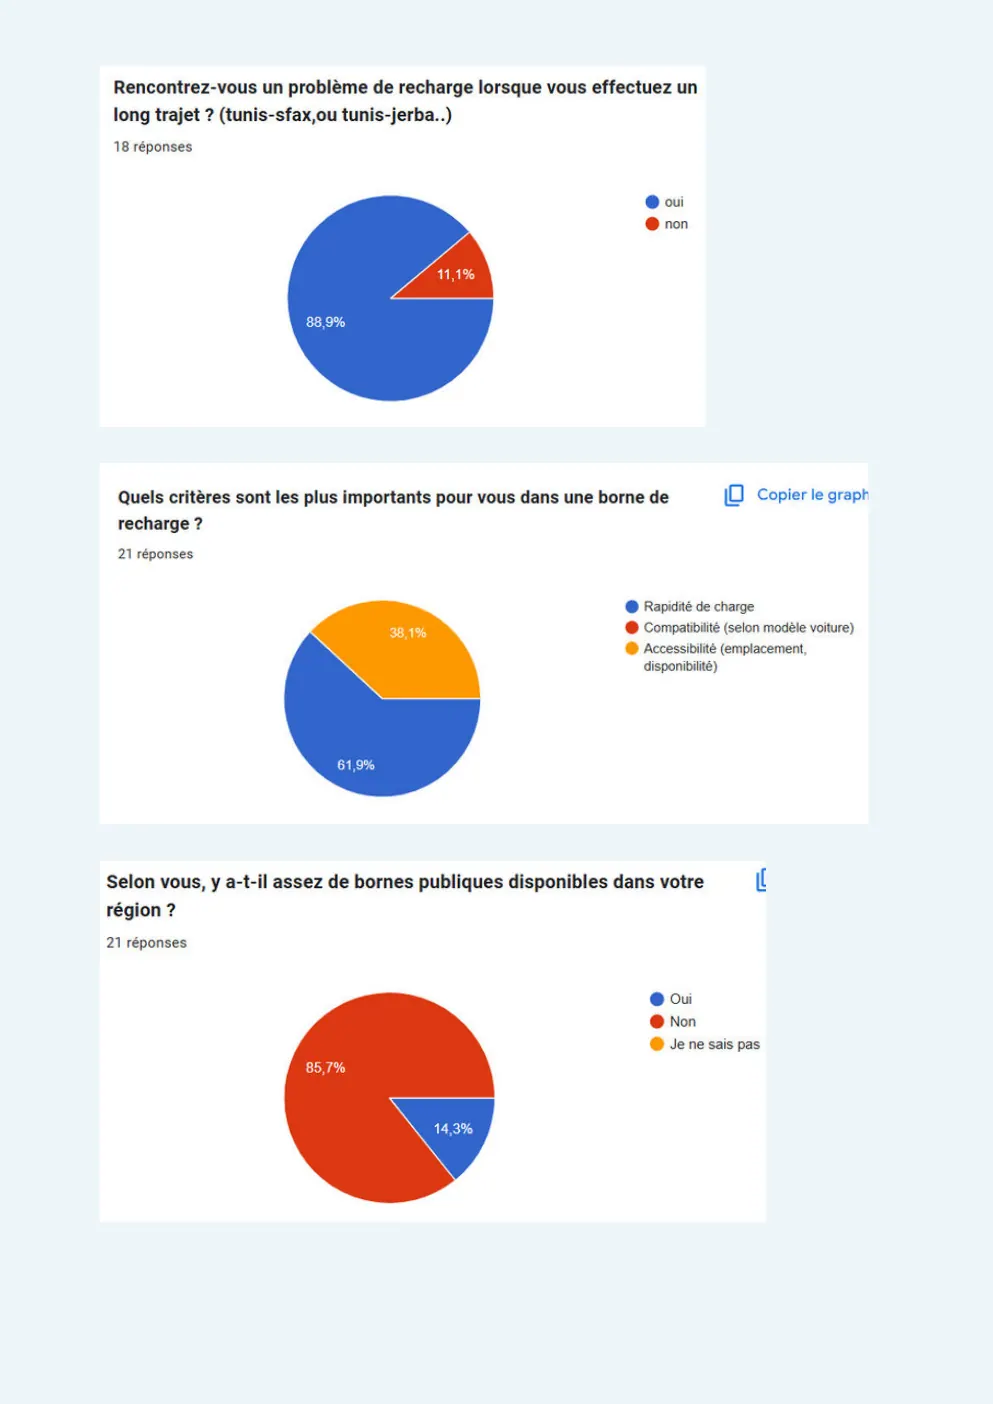 Rencontrez-vous un problème de recharge lorsque vous effectuez un
long trajet ? (tunis-sfax,ou tunis-jerba..)
18 réponses
oui
non
11,1%
88,9%
Quels critères sont les plus importants pour vous dans une borne de
recharge ?
Copier le graph
21 réponses
Rapidité de charge
Compatibilité (selon modèle voiture)
Accessibilité (emplacement,
disponibilité)
38,1%
61,9%
Selon vous, y a-t-il assez de bornes publiques disponibles dans votre
région ?
21 réponses
Oui
Non
Je ne sais pas
85,7%
14,3%